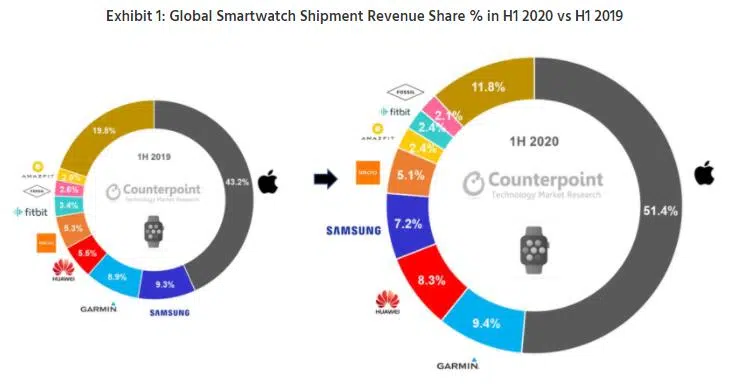 Exhibit 1: Global Smartwatch Shipment Revenue Share % in H1 2020 vs H1 2019
19.8%
1H 2019
AMAZFIT
FOSSIL
2.6%
fitbit
3.4%
43.2%
Counterpoint
Technology Market Research
imoo
5.3%
HUAWEI
5.6%
GARMIN
8.9%
9.3%
SAMSUNG
FOSSIL
fitbit
AMAZFIT
11.8%
2.1%
2.4%
2.4%
1H 2020
imoo
5.1%
Counterpoint
Technology Market Research
51.4%
SAMSUNG
7.2%
HUAWEI
8.3%
9.4%
GARMIN